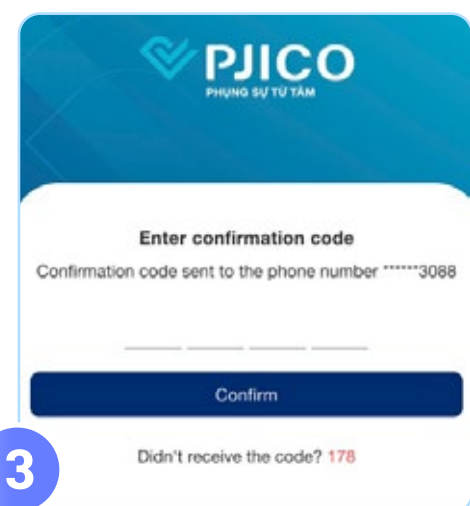 PJICO
PHỤNG SỰ TỪ TÂM
Enter confirmation code
Confirmation code sent to the phone number ******3088
Confirm
Didn't receive the code? 178
3